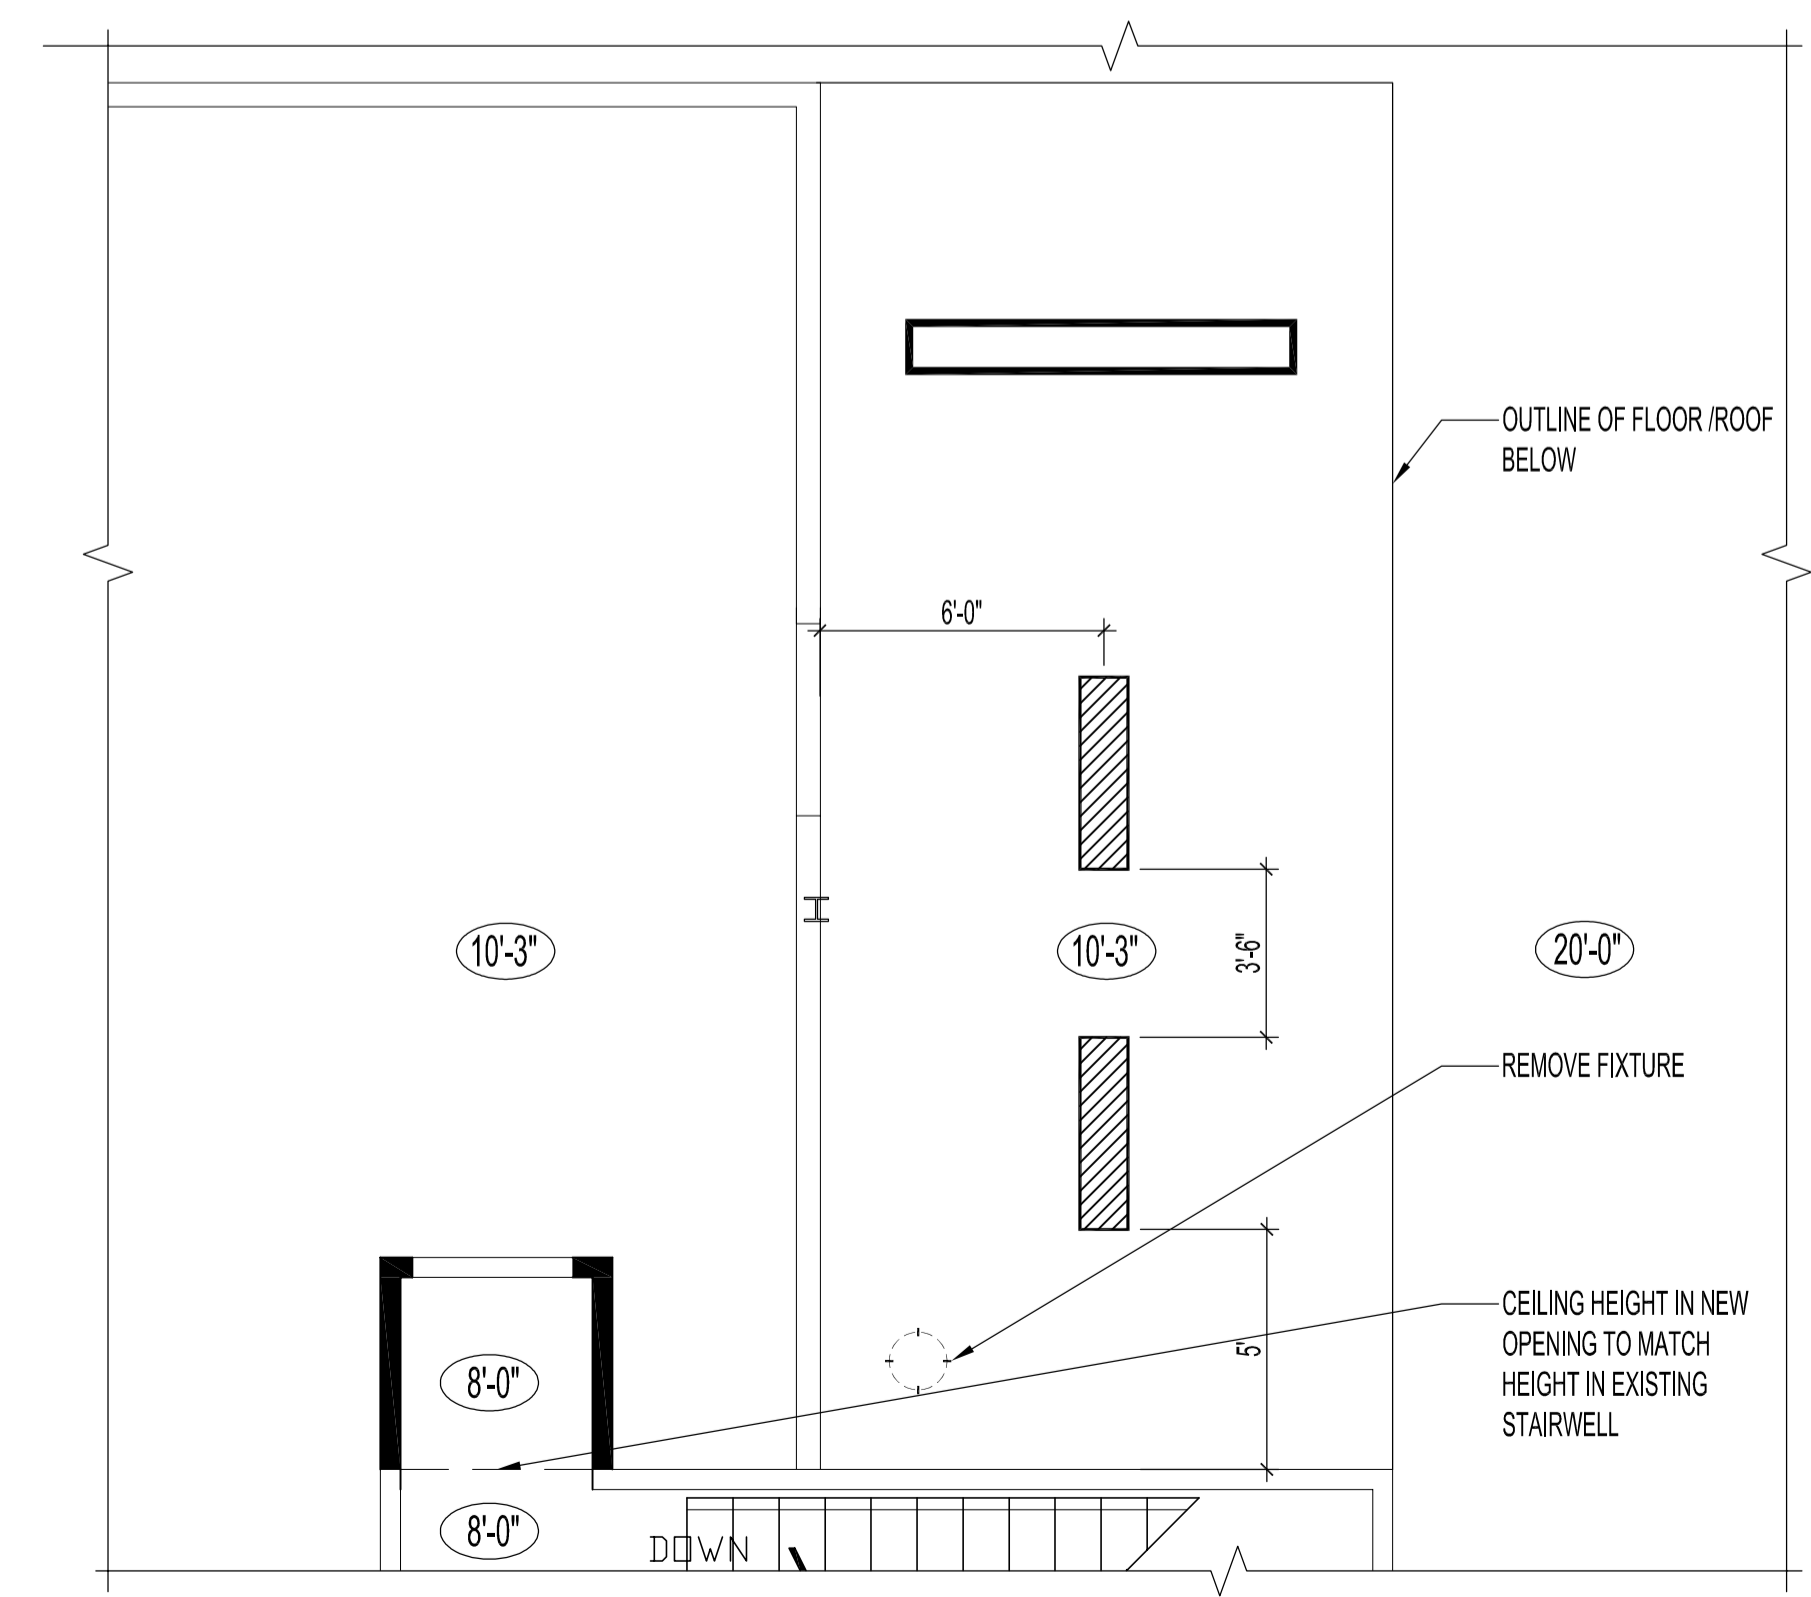 OUTLINE OF FLOOR /ROOF
BELOW
6'-0"
10'-3"
10'-3"
3'-6"
20'-0"
REMOVE FIXTURE
CEILING HEIGHT IN NEW
OPENING TO MATCH
HEIGHT IN EXISTING
STAIRWELL
5'
8'-0"
8'-0"
DOWN